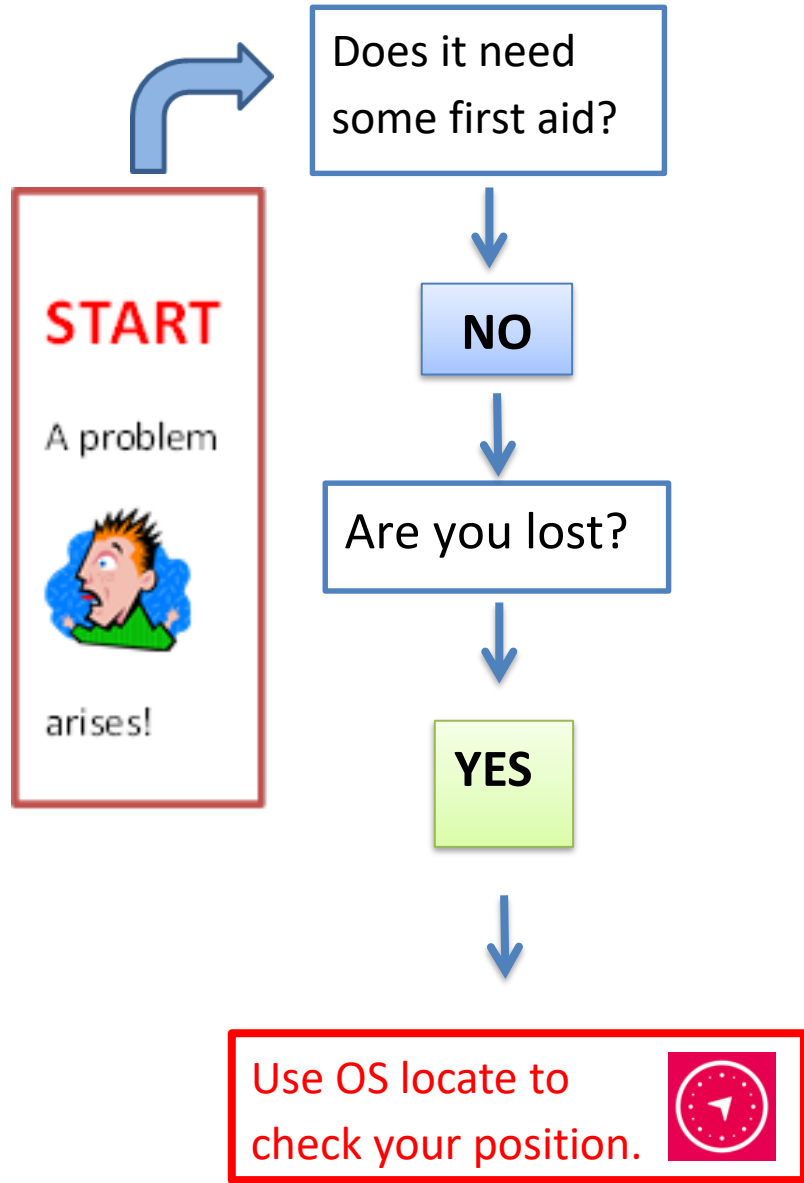 START
A problem
arises!
Does it need
some first aid?
NO
Are you lost?
YES
Use OS locate to
check your position.